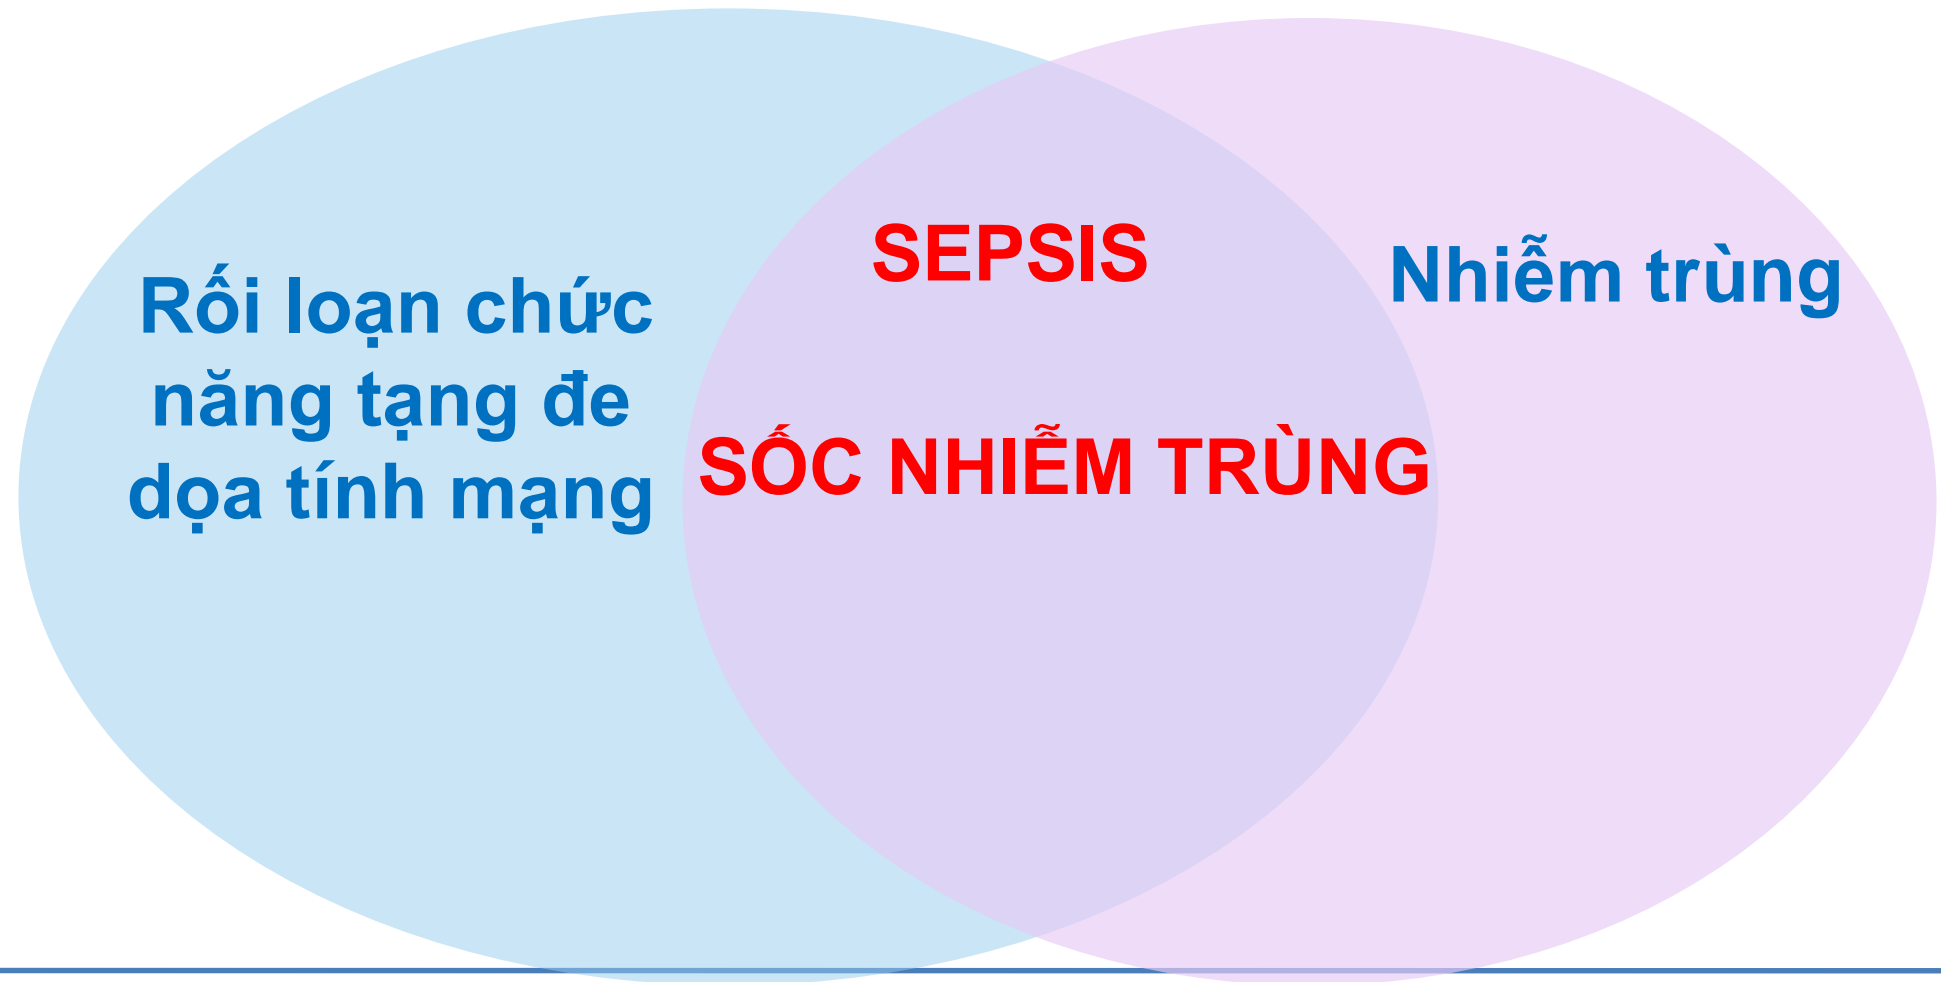 Rối loạn chức
năng tạng đe
dọa tính mạng
SEPSIS
SỐC NHIỄM TRÙNG
Nhiễm trùng